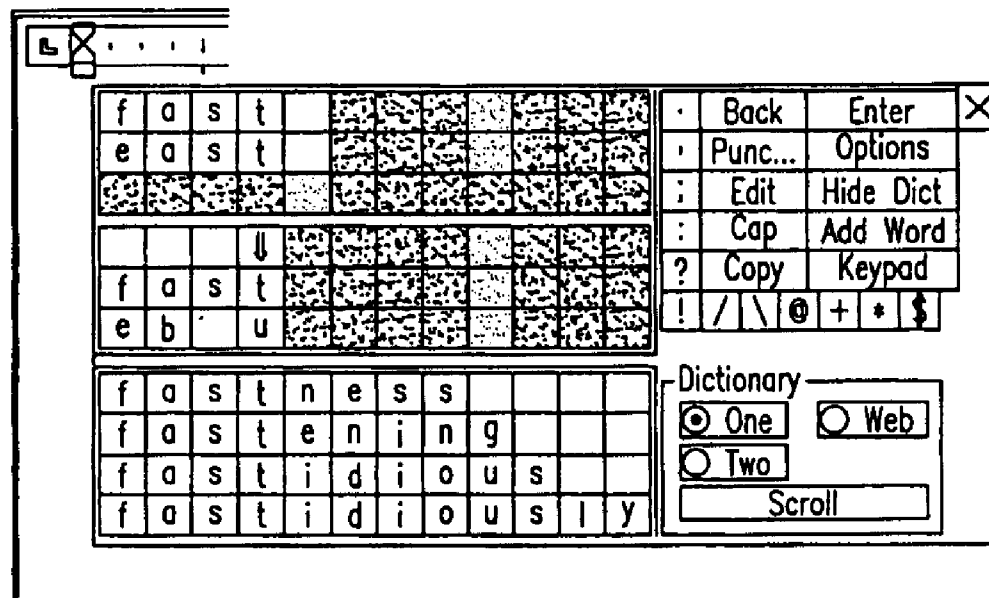 f a s t
e a s t
⇓
f a s t
e b u
f a s t n e s s
f a s t e n i n g
f a s t i d i o u s
f a s t i d i o u s l y
. Back Enter X
' Punc... Options
; Edit Hide Dict
: Cap Add Word
? Copy Keypad
! / \ @ + * $
Dictionary
One Web
Two
Scroll